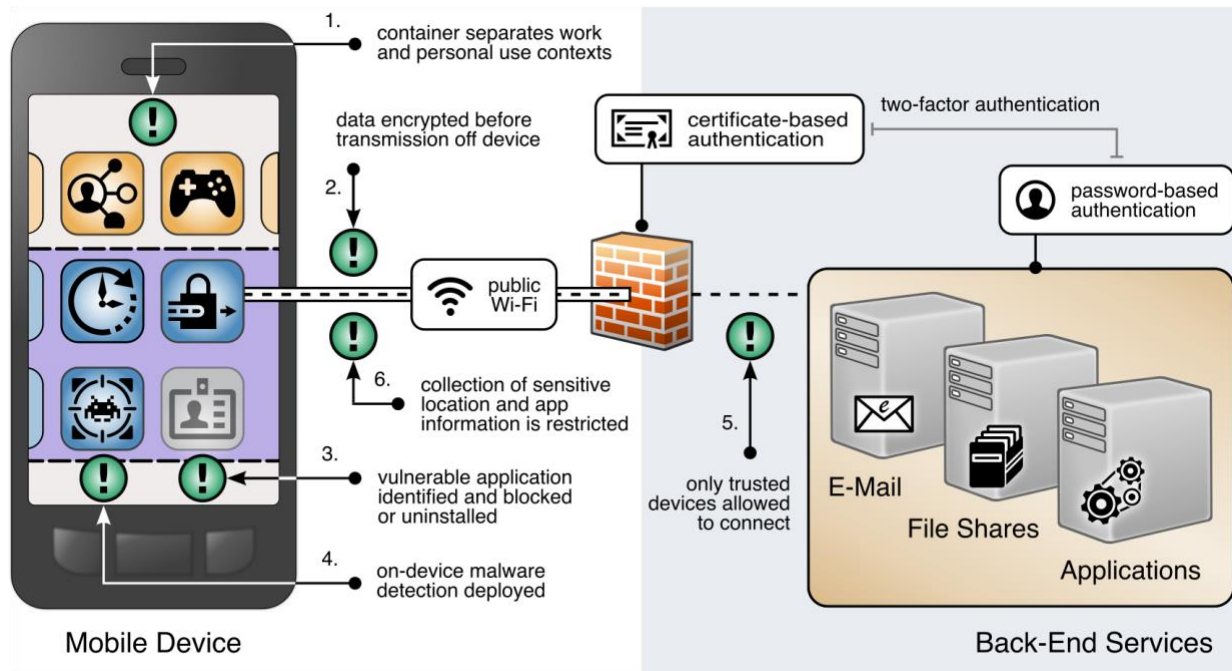 1.
container separates work
and personal use contexts
data encrypted before
transmission off device
2.
certificate-based
authentication
two-factor authentication
password-based
authentication
public
Wi-Fi
6.
collection of sensitive
location and app
information is restricted
3.
vulnerable application
identified and blocked
or uninstalled
4.
on-device malware
detection deployed
5.
only trusted
devices allowed
to connect
e
E-Mail
File Shares
Applications
Mobile Device
Back-End Services